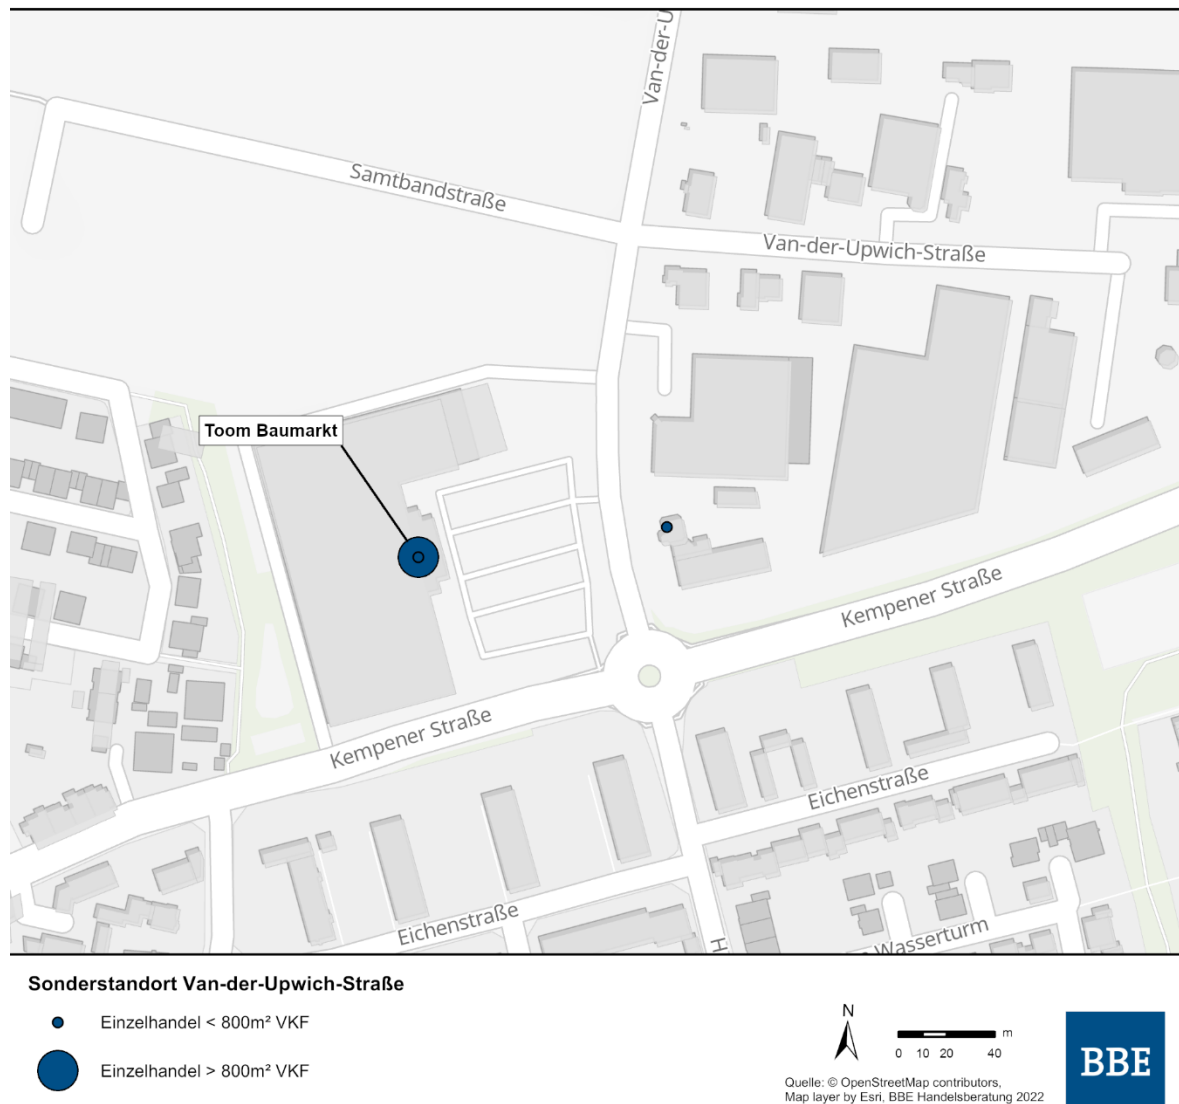 Van-der-U
Samtbandstraße
Van-der-Upwich-Straße
Toom Baumarkt
Kempener Straße
Kempener Straße
Eichenstraße
Eichenstraße
Wasserturm
H
Sonderstandort Van-der-Upwich-Straße
Einzelhandel < 800m² VKF
Einzelhandel > 800m² VKF
N
m
0 10 20 40
Quelle: © OpenStreetMap contributors,
Map layer by Esri, BBE Handelsberatung 2022
BBE